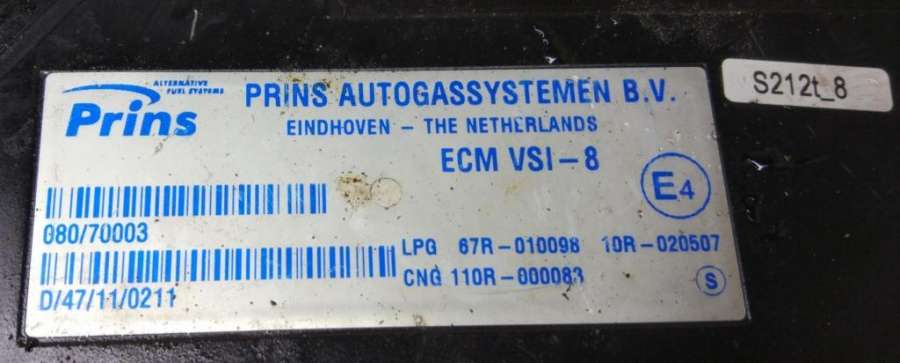 ALTERNATIVE
FUEL SYSTEMS
Prins
PRINS AUTOGASSYSTEMEN B.V.
EINDHOVEN – THE NETHERLANDS
ECM VSI–8
E4
S212t_8
080/70003
LPG 67R–010098 10R–020507
CNG 110R–000083
S
D/47/11/0211